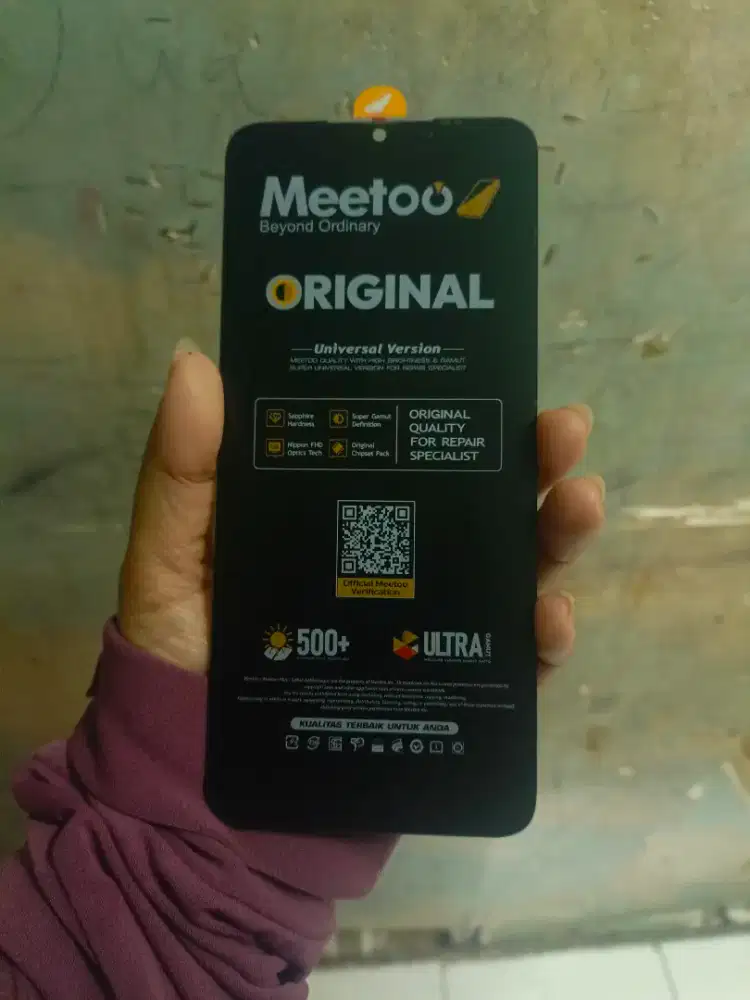 Meetoo
Beyond Ordinary
ORIGINAL
Universal Version
MEETOO QUALITY WITH HIGH BRIGHTNESS & GAMUT
SUPER UNIVERSAL VERSION FOR REPAIR SPECIALIST
Sapphire
Hardness
Super Gamut
Definition
Nippon FHD
Optics Tech
Original
Chipset Pack
ORIGINAL
QUALITY
FOR REPAIR
SPECIALIST
Official Meetoo
Verification
500+
ULTRA
GAMUT
KUALITAS TERBAIK UNTUK ANDA